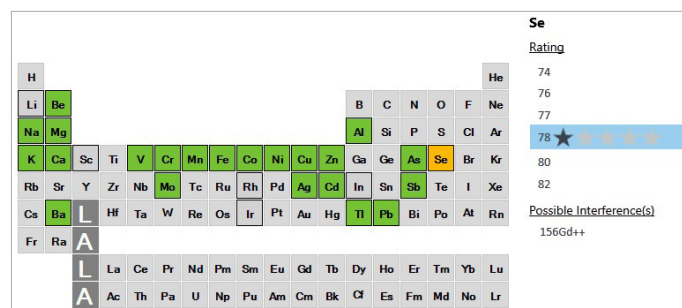 Se
Rating
H He
74
Li Be B C N O F Ne
76
77
Na Mg Al Si P S Cl Ar
78
K Ca Sc Ti V Cr Mn Fe Co Ni Cu Zn Ga Ge As Se Br Kr
80
Rb Sr Y Zr Nb Mo Tc Ru Rh Pd Ag Cd In Sn Sb Te I Xe
82
Cs Ba L Hf Ta W Re Os Ir Pt Au Hg Tl Pb Bi Po At Rn
Possible Interference(s)
156Gd++
Fr Ra A
L La Ce Pr Nd Pm Sm Eu Gd Tb Dy Ho Er Tm Yb Lu
A Ac Th Pa U Np Pu Am Cm Bk Cf Es Fm Md No Lr